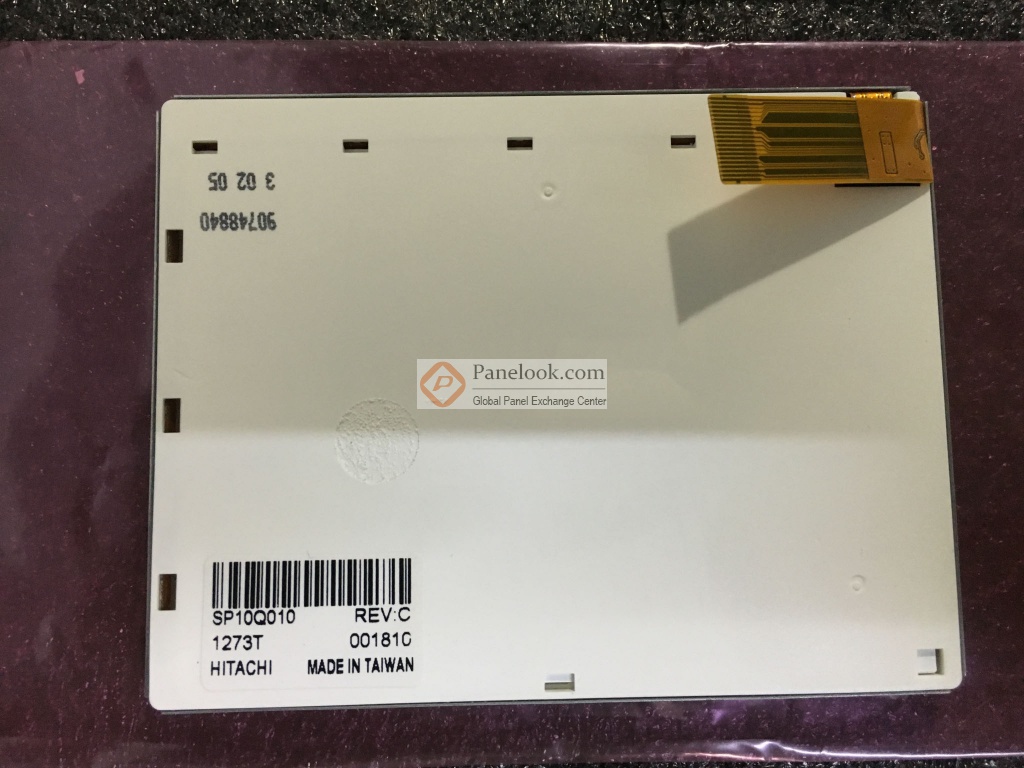 3 02 05
90748840
Panelook.com
Global Panel Exchange Center
SP10Q010 REV:C
1273T 001810
HITACHI MADE IN TAIWAN